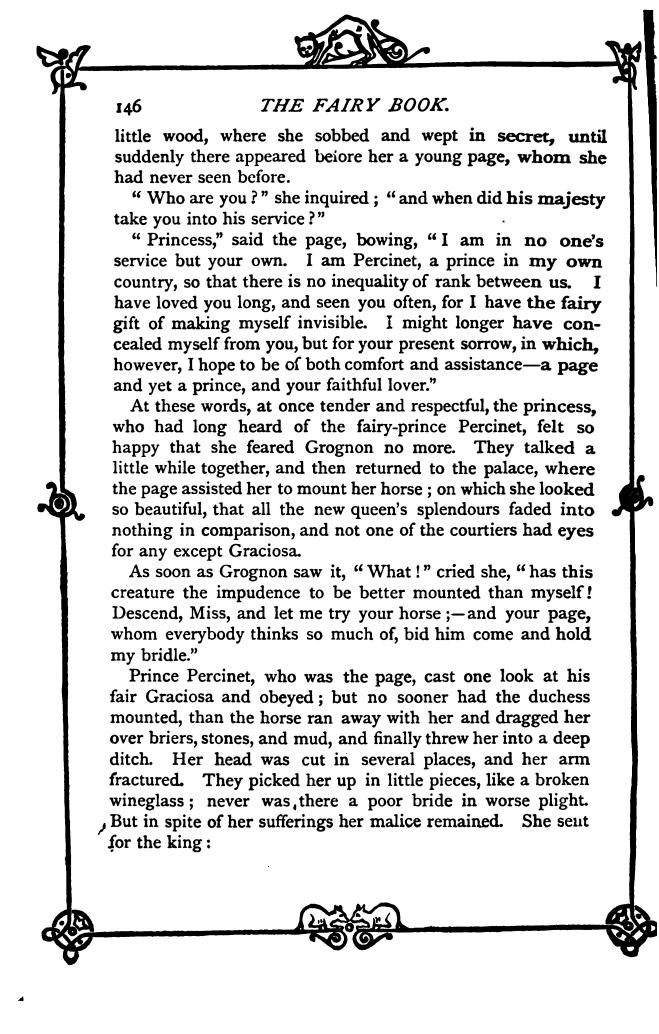 146 THE FAIRY BOOK.
little wood, where she sobbed and wept in secret, until
suddenly there appeared beiore her a young page, whom she
had never seen before.
“ Who are you ?” she inquired ; “and when did his majesty
take you into his service ?”
“ Princess,” said the page, bowing, “I am in no one’s
service but your own. I am Percinet, a prince in my own
country, so that there is no inequality of rank between us. I
have loved you long, and seen you often, for I have the fairy
gift of making myself invisible. I might longer have con-
cealed myself from you, but for your present sorrow, in which,
however, I hope to be of both comfort and assistance—a page
and yet a prince, and your faithful lover.”
At these words, at once tender and respectful, the princess,
who had long heard of the fairy-prince Percinet, felt so
happy that she feared Grognon no more. They talked a
little while together, and then returned to the palace, where
the page assisted her to mount her horse ; on which she looked
so beautiful, that all the new queen’s splendours faded into
nothing in comparison, and not one of the courtiers had eyes
for any except Graciosa.
As soon as Grognon saw it, “What !” cried she, “has this
creature the impudence to be better mounted than myself!
Descend, Miss, and let me try your horse ;—and your page,
whom everybody thinks so much of, bid him come and hold
my bridle.”
Prince Percinet, who was the page, cast one look at his
fair Graciosa and obeyed ; but no sooner had the duchess
mounted, than the horse ran away with her and dragged her
over briers, stones, and mud, and finally threw her into a deep
ditch. Her head was cut in several places, and her arm
fractured. They picked her up in little pieces, like a broken
wineglass ; never was there a poor bride in worse plight.
But in spite of her sufferings her malice remained. She sent
for the king :